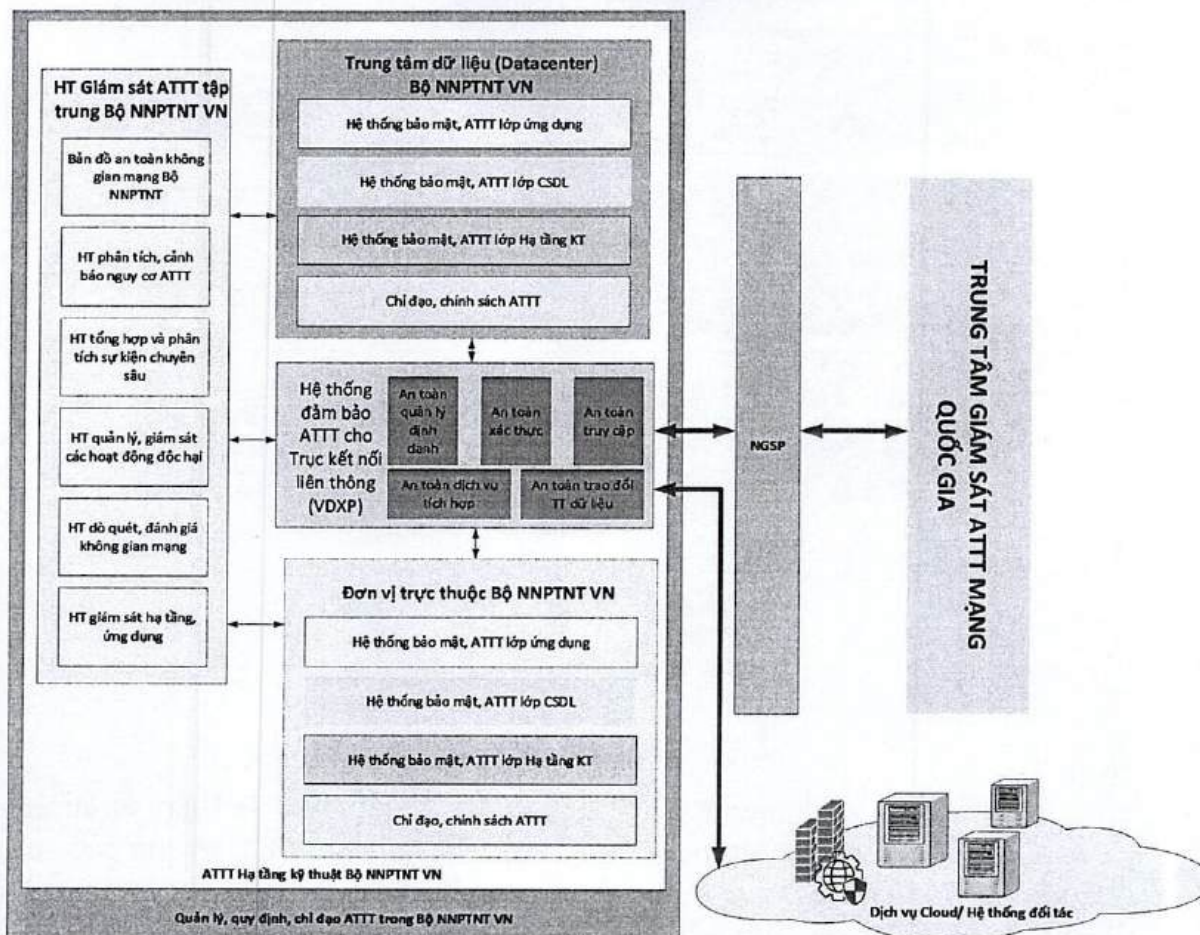 HT Giám sát ATTT tập
trung Bộ NNPTNT VN
Bản đồ an toàn không
gian mạng Bộ
NNPTNT
HT phân tích, cảnh
báo nguy cơ ATTT
HT tổng hợp và phân
tích sự kiện chuyên
sâu
HT quản lý, giám sát
các hoạt động độc hại
HT dò quét, đánh giá
không gian mạng
HT giám sát hạ tầng,
ứng dụng
Trung tâm dữ liệu (Datacenter)
Bộ NNPTNT VN
Hệ thống bảo mật, ATTT lớp ứng dụng
Hệ thống bảo mật, ATTT lớp CSDL
Hệ thống bảo mật, ATTT lớp Hạ tầng KT
Chỉ đạo, chính sách ATTT
Hệ thống
đảm bảo
ATTT cho
Trục kết nối
liên thông
(VDXP)
An toàn
quản lý
định
danh
An toàn
xác thực
An toàn
truy cập
An toàn dịch vụ
tích hợp
An toàn trao đổi
TT dữ liệu
Đơn vị trực thuộc Bộ NNPTNT VN
Hệ thống bảo mật, ATTT lớp ứng dụng
Hệ thống bảo mật, ATTT lớp CSDL
Hệ thống bảo mật, ATTT lớp Hạ tầng KT
Chỉ đạo, chính sách ATTT
ATTT Hạ tầng kỹ thuật Bộ NNPTNT VN
Quản lý, quy định, chỉ đạo ATTT trong Bộ NNPTNT VN
NGSP
TRUNG TÂM GIÁM SÁT ATTT MẠNG
QUỐC GIA
Dịch vụ Cloud/ Hệ thống đối tác